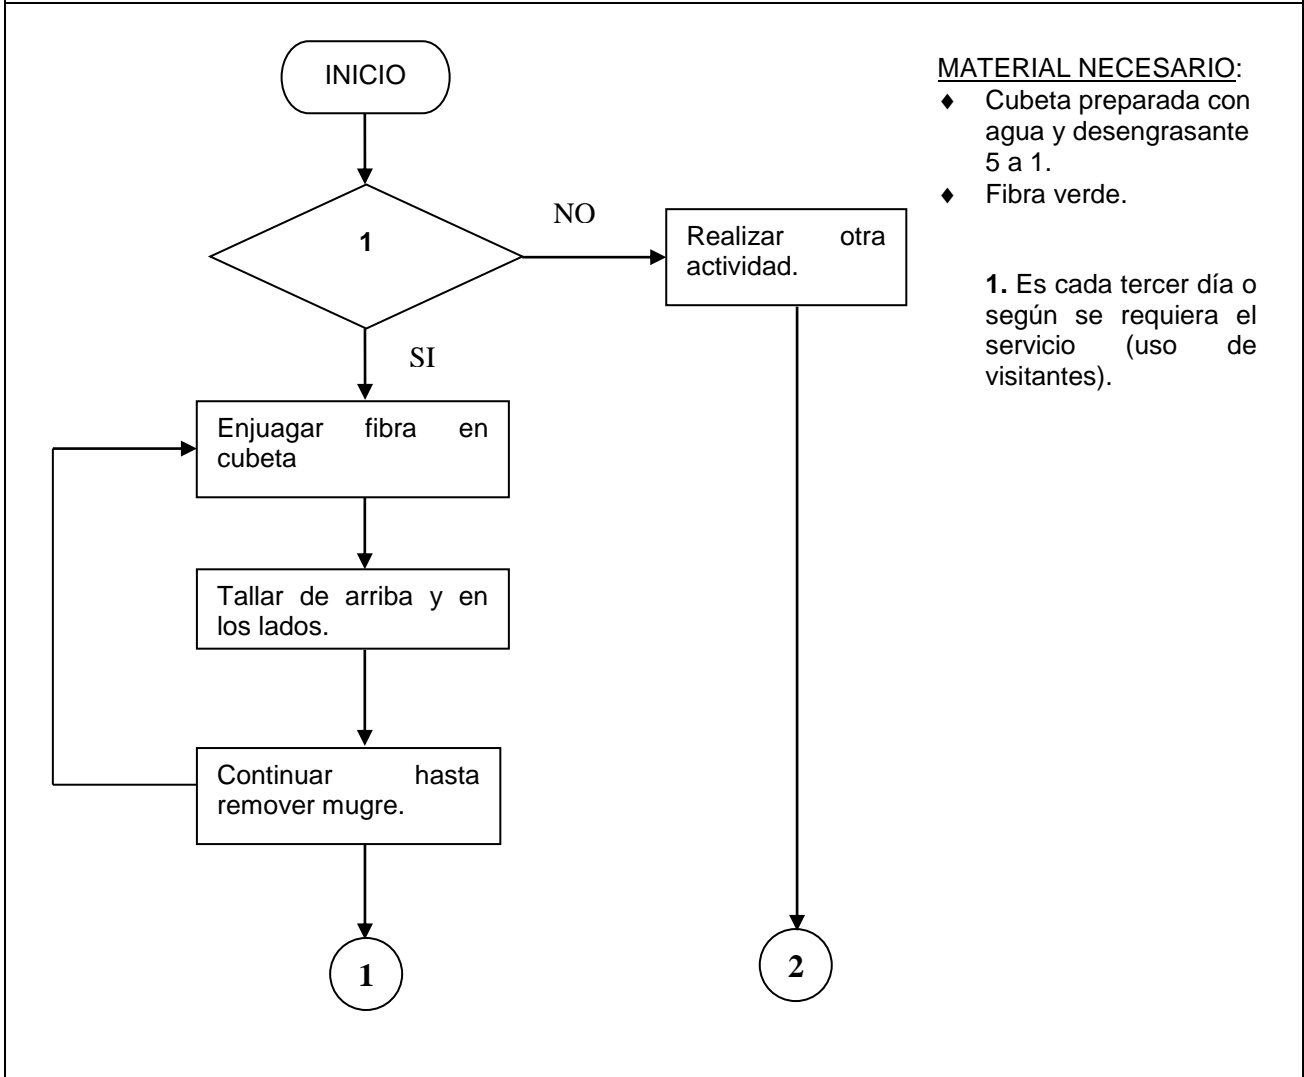 INICIO
1
NO
Realizar otra
actividad.
SI
Enjuagar fibra en
cubeta
Tallar de arriba y en
los lados.
Continuar hasta
remover mugre.
1
2
MATERIAL NECESARIO:
♦ Cubeta preparada con
agua y desengrasante
5 a 1.
♦ Fibra verde.
1. Es cada tercer día o
según se requiera el
servicio (uso de
visitantes).